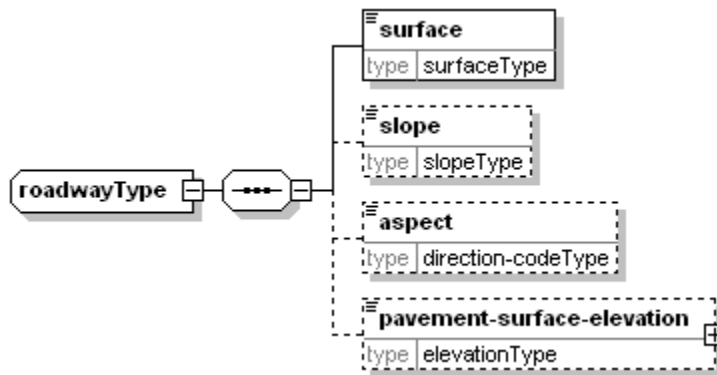 surface
type surfaceType
slope
type slopeType
roadwayType
aspect
type direction-codeType
pavement-surface-elevation
type elevationType